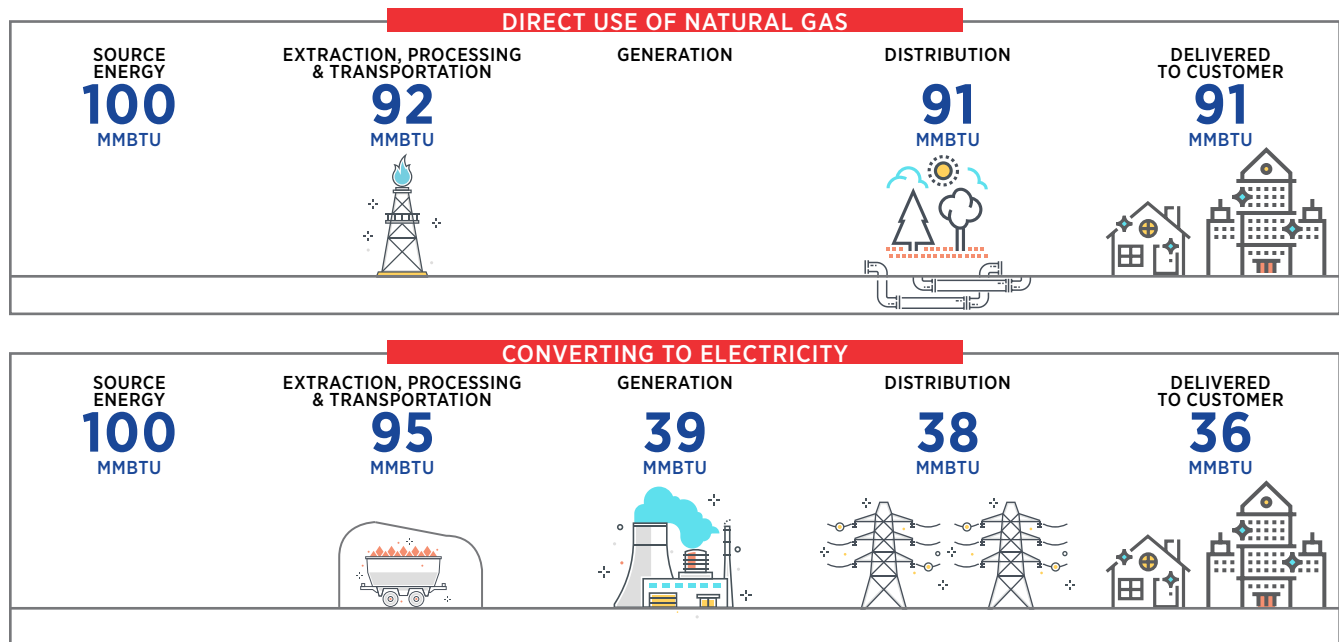 DIRECT USE OF NATURAL GAS
SOURCE
ENERGY
100
MMBTU
EXTRACTION, PROCESSING
& TRANSPORTATION
92
MMBTU
GENERATION
DISTRIBUTION
91
MMBTU
DELIVERED
TO CUSTOMER
91
MMBTU
CONVERTING TO ELECTRICITY
SOURCE
ENERGY
100
MMBTU
EXTRACTION, PROCESSING
& TRANSPORTATION
95
MMBTU
GENERATION
39
MMBTU
DISTRIBUTION
38
MMBTU
DELIVERED
TO CUSTOMER
36
MMBTU